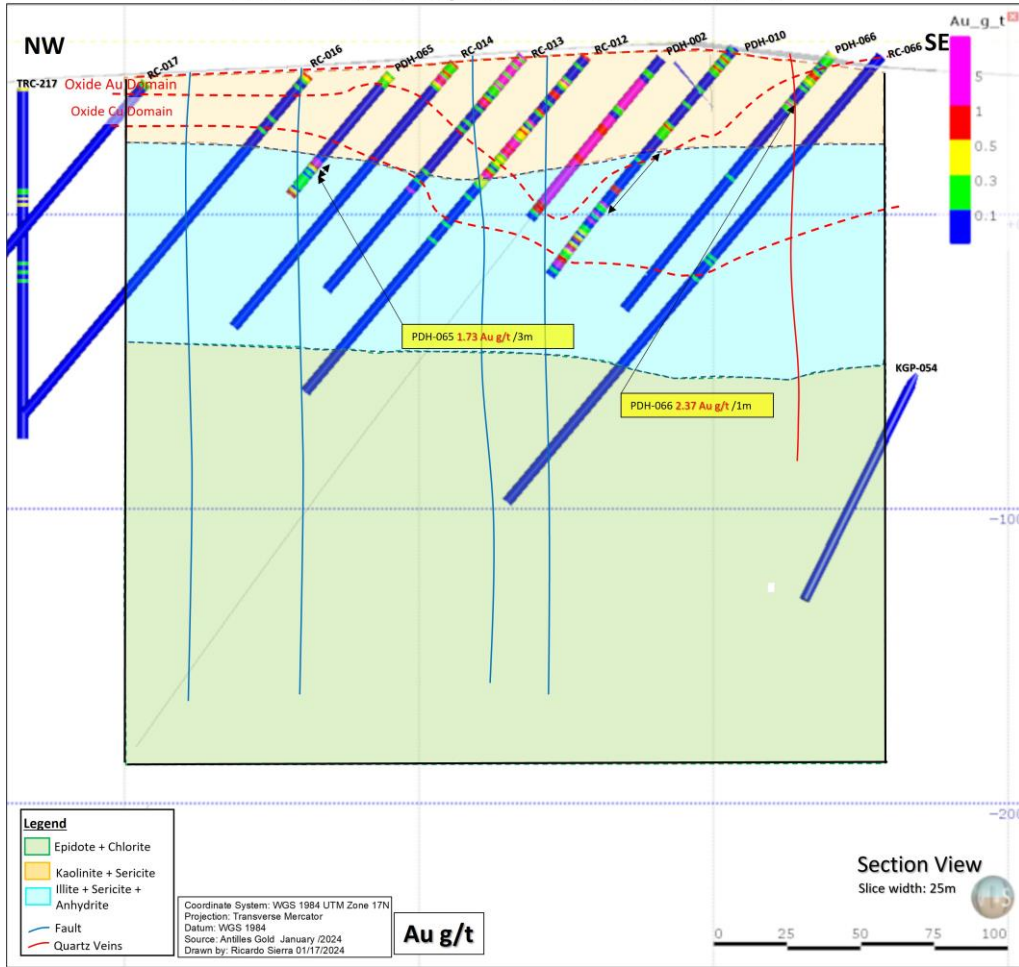 NW
SE
Au_g_t
5
1
0.5
0.3
0.1
TRC-217
RC-017
RC-016
PDH-065
RC-014
RC-013
RC-012
PDH-002
PDH-010
PDH-066
RC-066
Oxide Au Domain
Oxide Cu Domain
PDH-065 1.73 Au g/t /3m
PDH-066 2.37 Au g/t /1m
KGP-054
-100
-200
Legend
Epidote + Chlorite
Kaolinite + Sericite
Illite + Sericite +
Anhydrite
Fault
Quartz Veins
Coordinate System: WGS 1984 UTM Zone 17N
Projection: Transverse Mercator
Datum: WGS 1984
Source: Antilles Gold January /2024
Drawn by: Ricardo Sierra 01/17/2024
Au g/t
Section View
Slice width: 25m
0 25 50 75 100